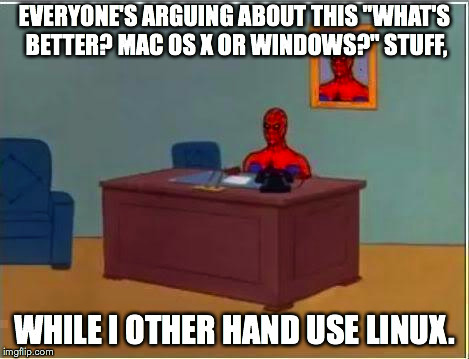 EVERYONE'S ARGUING ABOUT THIS "WHAT'S
BETTER? MAC OS X OR WINDOWS?" STUFF,
WHILE I OTHER HAND USE LINUX.
imgflip.com